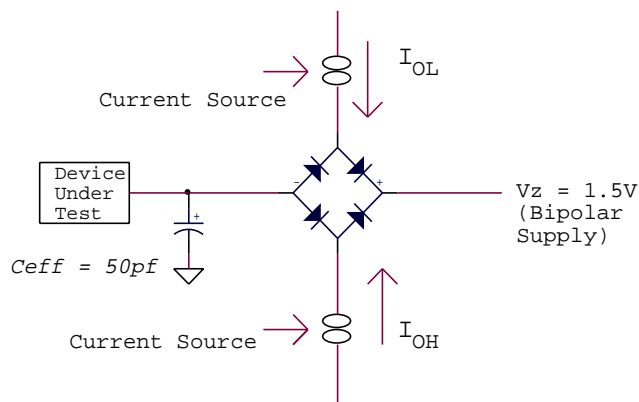 I_OL
Current Source
Device
Under
Test
- +
Vz = 1.5V
(Bipolar
Supply)
+
Ceff = 50pf
Current Source
I_OH